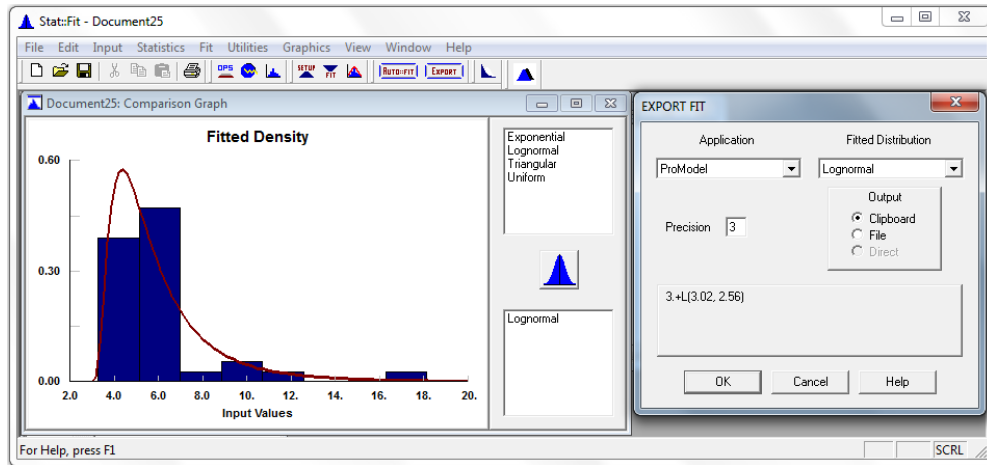 Stat::Fit - Document25
File Edit Input Statistics Fit Utilities Graphics View Window Help
DPS SETUP FIT AUTO::FIT EXPORT
Document25: Comparison Graph
Fitted Density
0.60
0.30
0.00
2.0 4.0 6.0 8.0 10. 12. 14. 16. 18. 20.
Input Values
Exponential
Lognormal
Triangular
Uniform
Lognormal
EXPORT FIT
Application Fitted Distribution
ProModel Lognormal
Output
Precision 3
Clipboard
File
Direct
3.+L(3.02, 2.56)
OK Cancel Help
For Help, press F1
SCRL